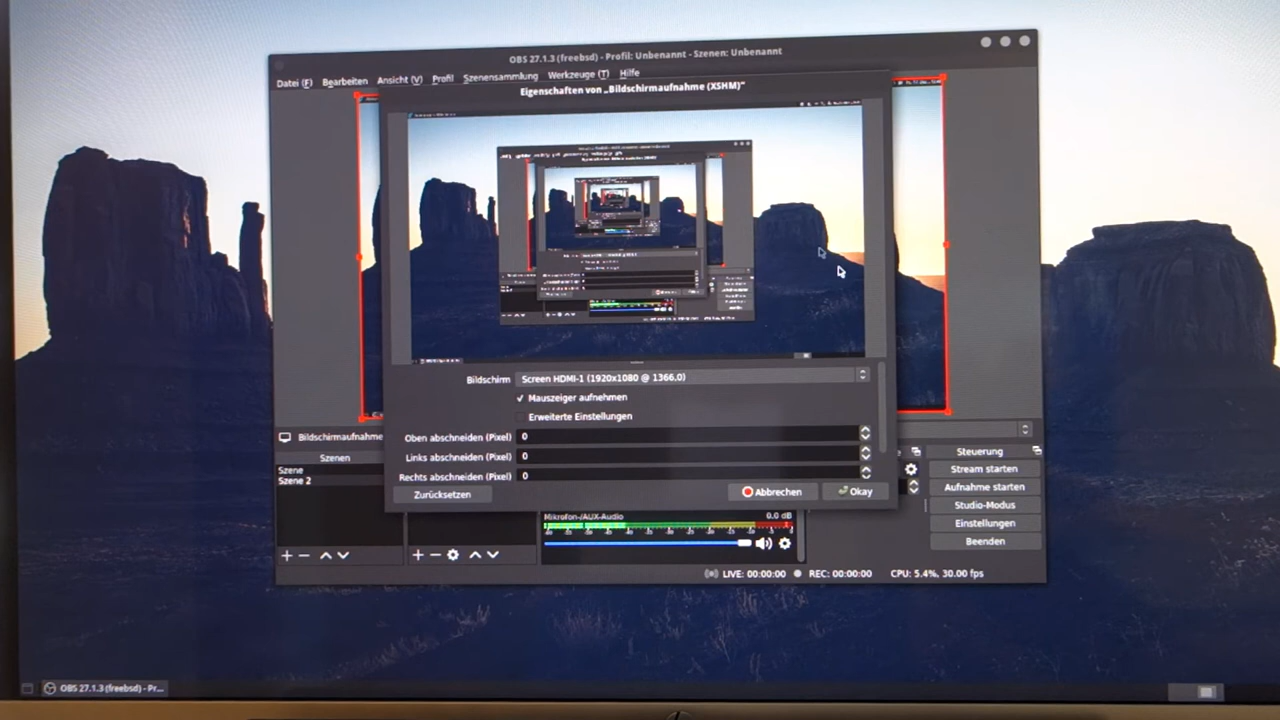 OBS 27.1.3 (freebsd) - Profil: Unbenannt - Szenen: Unbenannt
Datei (F) Bearbeiten Ansicht (V) Profil Szenensammlung Werkzeuge (T) Hilfe
Eigenschaften von „Bildschirmaufnahme (XSHM)"
Bildschirm Screen HDMI-1 (1920x1080 @ 1366,0)
Mauszeiger aufnehmen
Erweiterte Einstellungen
Oben abschneiden (Pixel) 0
Links abschneiden (Pixel) 0
Rechts abschneiden (Pixel) 0
Zurücksetzen Abbrechen Okay
Bildschirmaufnahme
Szenen
Szene
Szene 2
Mikrofon-/AUX-Audio 0.0 dB
Steuerung
Stream starten
Aufnahme starten
Studio-Modus
Einstellungen
Beenden
LIVE: 00:00:00 REC: 00:00:00 CPU: 5.4%, 30.00 fps
OBS 27.1.3 (freebsd) - Pr...